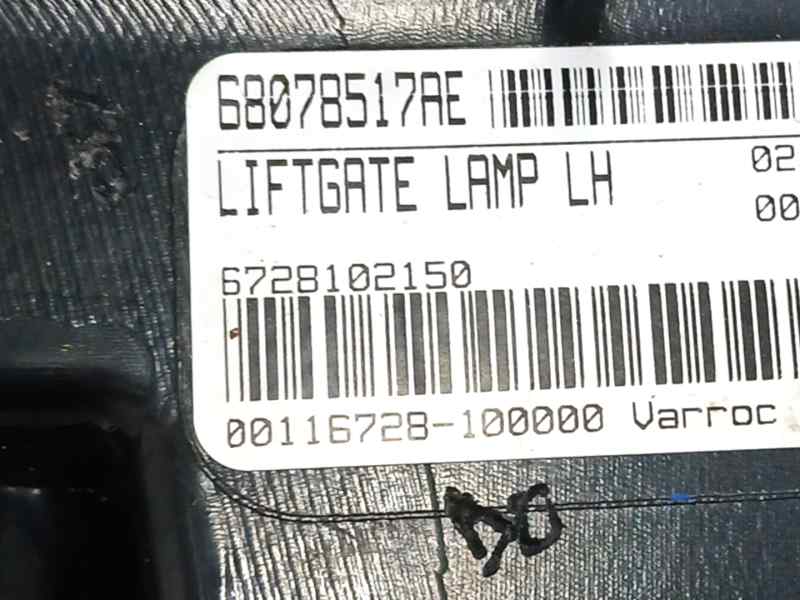 68078517AE
LIFTGATE LAMP LH 02
00
6728102150
00116728-100000 Varroc